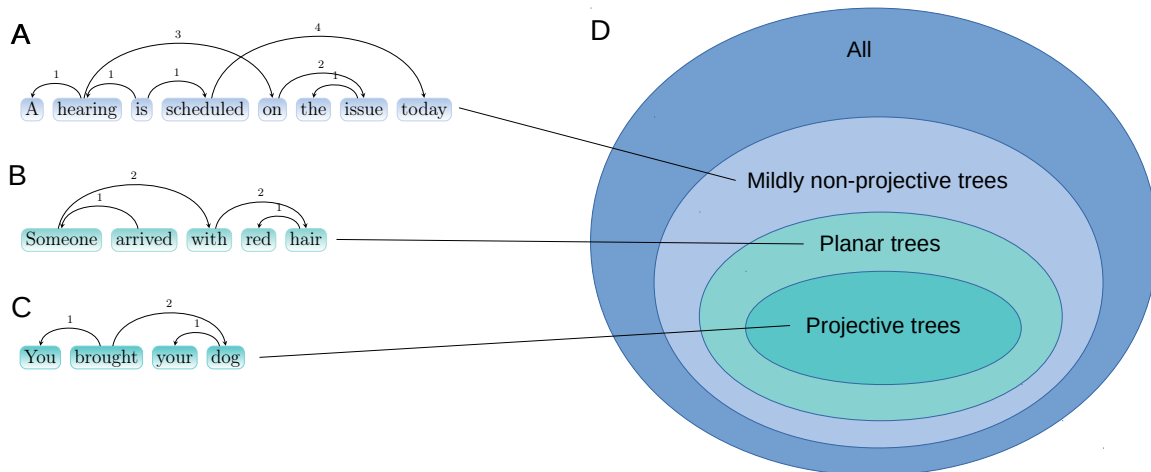 A
3
4
1
1
1
2
1
A hearing is scheduled on the issue today
B
2
1
2
1
Someone arrived with red hair
C
1
2
1
You brought your dog
D
All
Mildly non-projective trees
Planar trees
Projective trees